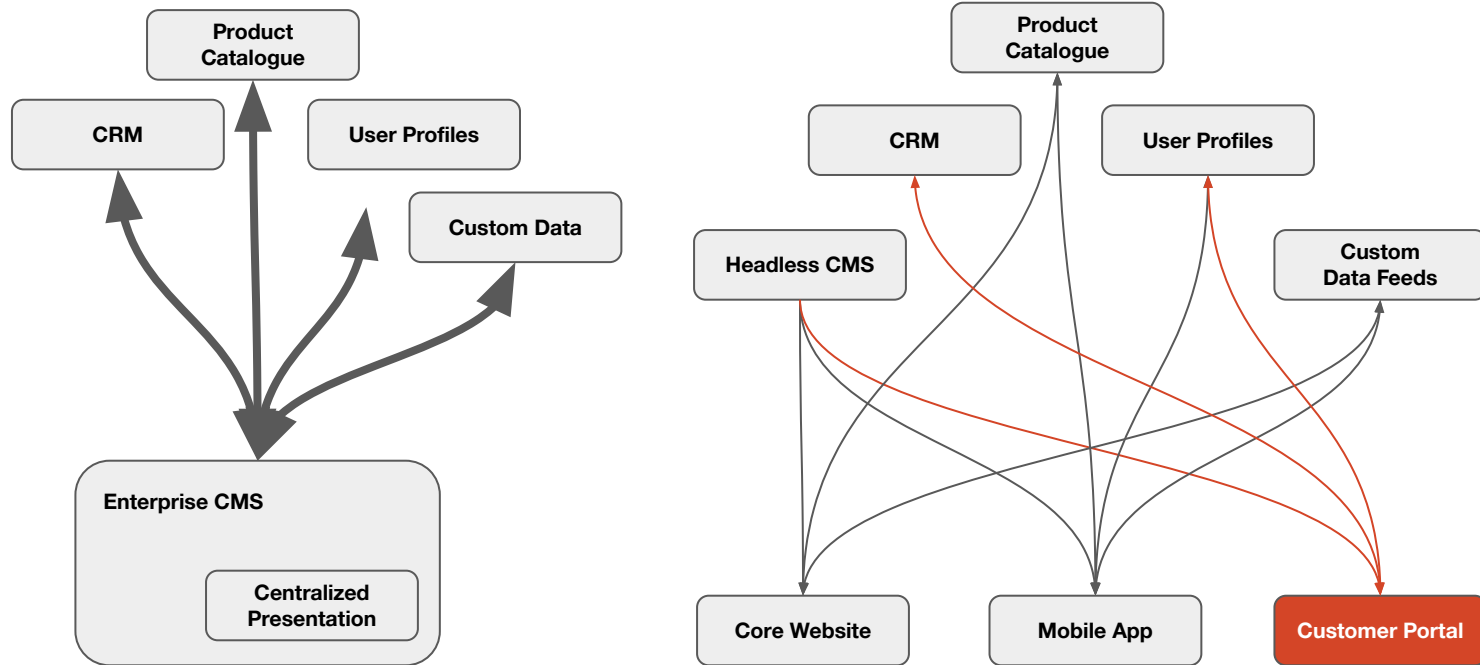 Product
Catalogue
CRM
User Profiles
Custom Data
Enterprise CMS
Centralized
Presentation
Product
Catalogue
CRM
User Profiles
Headless CMS
Custom
Data Feeds
Core Website
Mobile App
Customer Portal